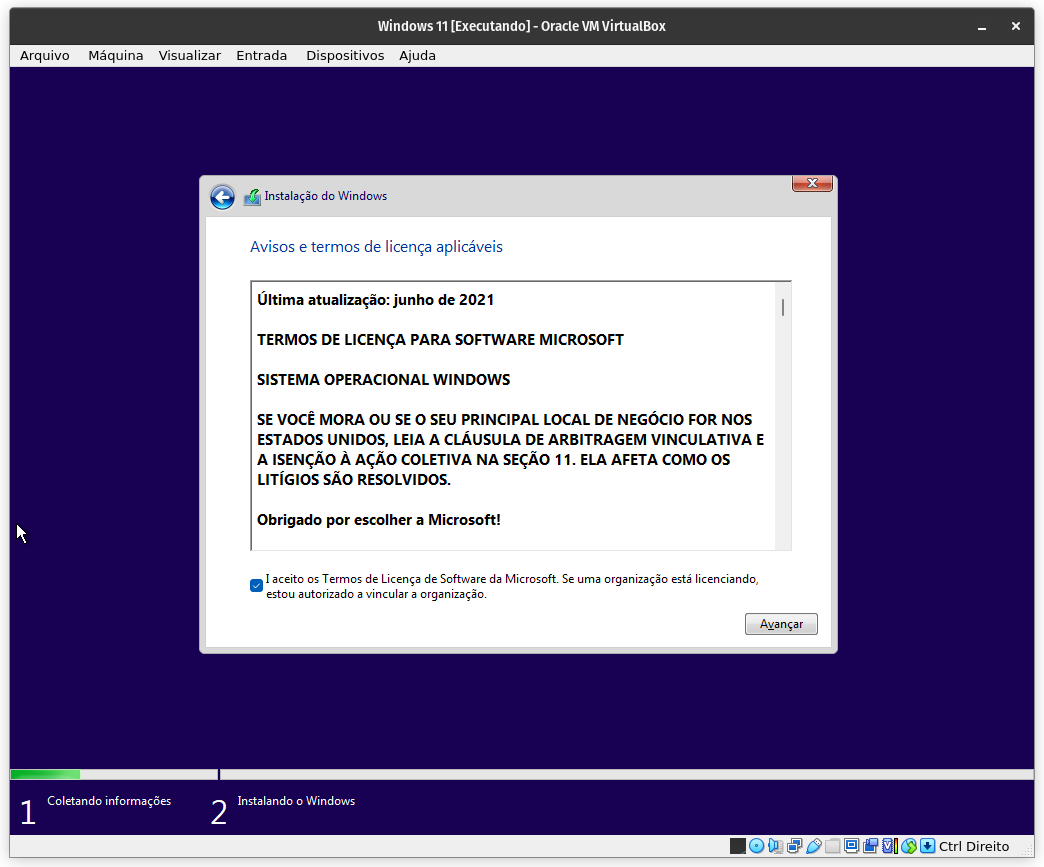 Windows 11 [Executando] - Oracle VM VirtualBox
Arquivo Máquina Visualizar Entrada Dispositivos Ajuda
Instalação do Windows
Avisos e termos de licença aplicáveis
Última atualização: junho de 2021
TERMOS DE LICENÇA PARA SOFTWARE MICROSOFT
SISTEMA OPERACIONAL WINDOWS
SE VOCÊ MORA OU SE O SEU PRINCIPAL LOCAL DE NEGÓCIO FOR NOS
ESTADOS UNIDOS, LEIA A CLÁUSULA DE ARBITRAGEM VINCULATIVA E
A ISENÇÃO À AÇÃO COLETIVA NA SEÇÃO 11. ELA AFETA COMO OS
LITÍGIOS SÃO RESOLVIDOS.
Obrigado por escolher a Microsoft!
I aceito os Termos de Licença de Software da Microsoft. Se uma organização está licenciando,
estou autorizado a vincular a organização.
Avançar
1 Coletando informações 2 Instalando o Windows
Ctrl Direito